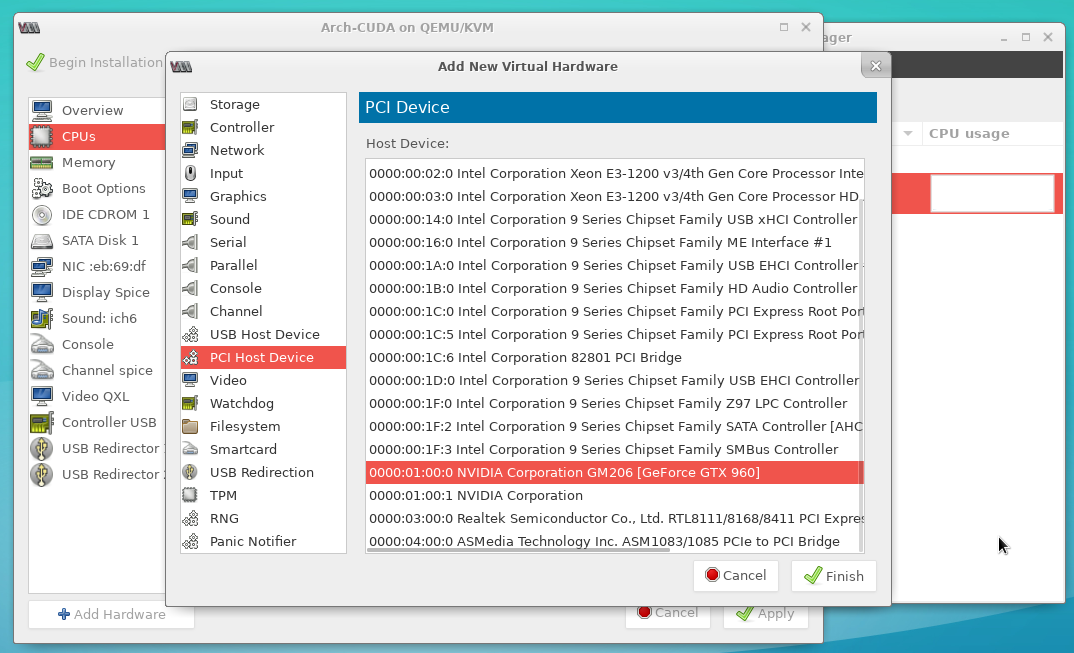 Arch-CUDA on QEMU/KVM
ager
Begin Installation
Overview
CPUs
Memory
Boot Options
IDE CDROM 1
SATA Disk 1
NIC :eb:69:df
Display Spice
Sound: ich6
Console
Channel spice
Video QXL
Controller USB
USB Redirector
USB Redirector
Add Hardware
Cancel
Apply
CPU usage
Add New Virtual Hardware
Storage
Controller
Network
Input
Graphics
Sound
Serial
Parallel
Console
Channel
USB Host Device
PCI Host Device
Video
Watchdog
Filesystem
Smartcard
USB Redirection
TPM
RNG
Panic Notifier
PCI Device
Host Device:
0000:00:02:0 Intel Corporation Xeon E3-1200 v3/4th Gen Core Processor Inte
0000:00:03:0 Intel Corporation Xeon E3-1200 v3/4th Gen Core Processor HD
0000:00:14:0 Intel Corporation 9 Series Chipset Family USB xHCI Controller
0000:00:16:0 Intel Corporation 9 Series Chipset Family ME Interface #1
0000:00:1A:0 Intel Corporation 9 Series Chipset Family USB EHCI Controller
0000:00:1B:0 Intel Corporation 9 Series Chipset Family HD Audio Controller
0000:00:1C:0 Intel Corporation 9 Series Chipset Family PCI Express Root Port
0000:00:1C:5 Intel Corporation 9 Series Chipset Family PCI Express Root Port
0000:00:1C:6 Intel Corporation 82801 PCI Bridge
0000:00:1D:0 Intel Corporation 9 Series Chipset Family USB EHCI Controller
0000:00:1F:0 Intel Corporation 9 Series Chipset Family Z97 LPC Controller
0000:00:1F:2 Intel Corporation 9 Series Chipset Family SATA Controller [AHC
0000:00:1F:3 Intel Corporation 9 Series Chipset Family SMBus Controller
0000:01:00:0 NVIDIA Corporation GM206 [GeForce GTX 960]
0000:01:00:1 NVIDIA Corporation
0000:03:00:0 Realtek Semiconductor Co., Ltd. RTL8111/8168/8411 PCI Expres
0000:04:00:0 ASMedia Technology Inc. ASM1083/1085 PCIe to PCI Bridge
Cancel
Finish